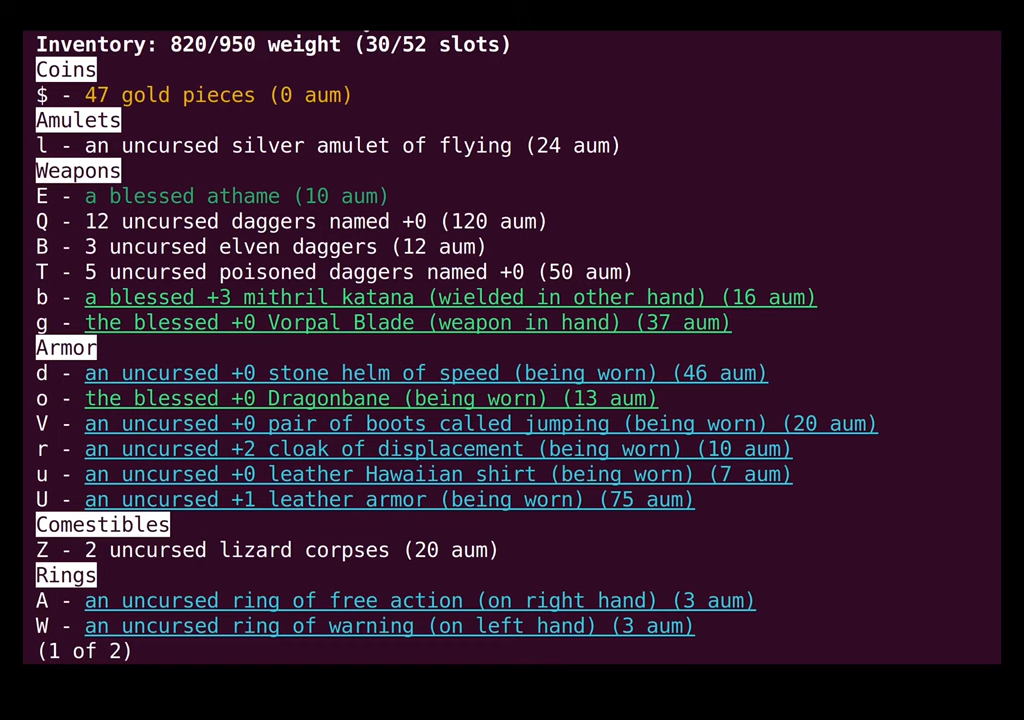 Inventory: 820/950 weight (30/52 slots)
Coins
$ - 47 gold pieces (0 aum)
Amulets
l - an uncursed silver amulet of flying (24 aum)
Weapons
E - a blessed athame (10 aum)
Q - 12 uncursed daggers named +0 (120 aum)
B - 3 uncursed elven daggers (12 aum)
T - 5 uncursed poisoned daggers named +0 (50 aum)
b - a blessed +3 mithril katana (wielded in other hand) (16 aum)
g - the blessed +0 Vorpal Blade (weapon in hand) (37 aum)
Armor
d - an uncursed +0 stone helm of speed (being worn) (46 aum)
o - the blessed +0 Dragonbane (being worn) (13 aum)
V - an uncursed +0 pair of boots called jumping (being worn) (20 aum)
r - an uncursed +2 cloak of displacement (being worn) (10 aum)
u - an uncursed +0 leather Hawaiian shirt (being worn) (7 aum)
U - an uncursed +1 leather armor (being worn) (75 aum)
Comestibles
Z - 2 uncursed lizard corpses (20 aum)
Rings
A - an uncursed ring of free action (on right hand) (3 aum)
W - an uncursed ring of warning (on left hand) (3 aum)
(1 of 2)